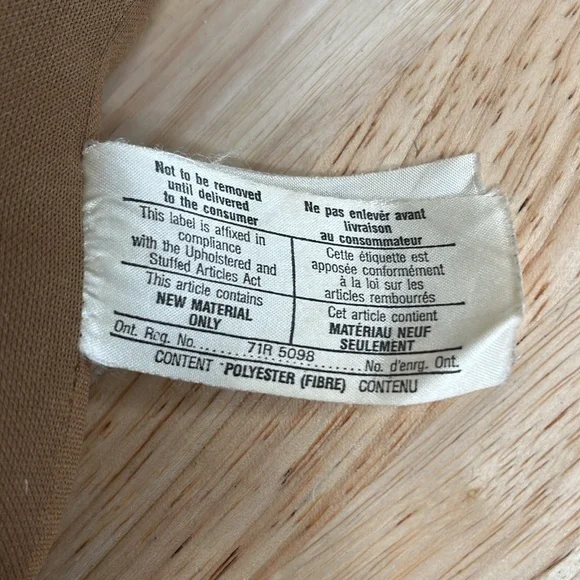 Not to be removed
until delivered
to the consumer
This label is affixed in
compliance
with the Upholstered and
Stuffed Articles Act
This article contains
NEW MATERIAL
ONLY
Ne pas enlevér avant
livraison
au consommateur
Cette étiquette est
apposée conformément
à la loi sur les
articles rembourrés
Cet article contient
MATÉRIAU NEUF
SEULEMENT
Ont. Reg. No. 71R 5098 No. d'enrg. Ont.
CONTENT POLYESTER (FIBRE) CONTENU